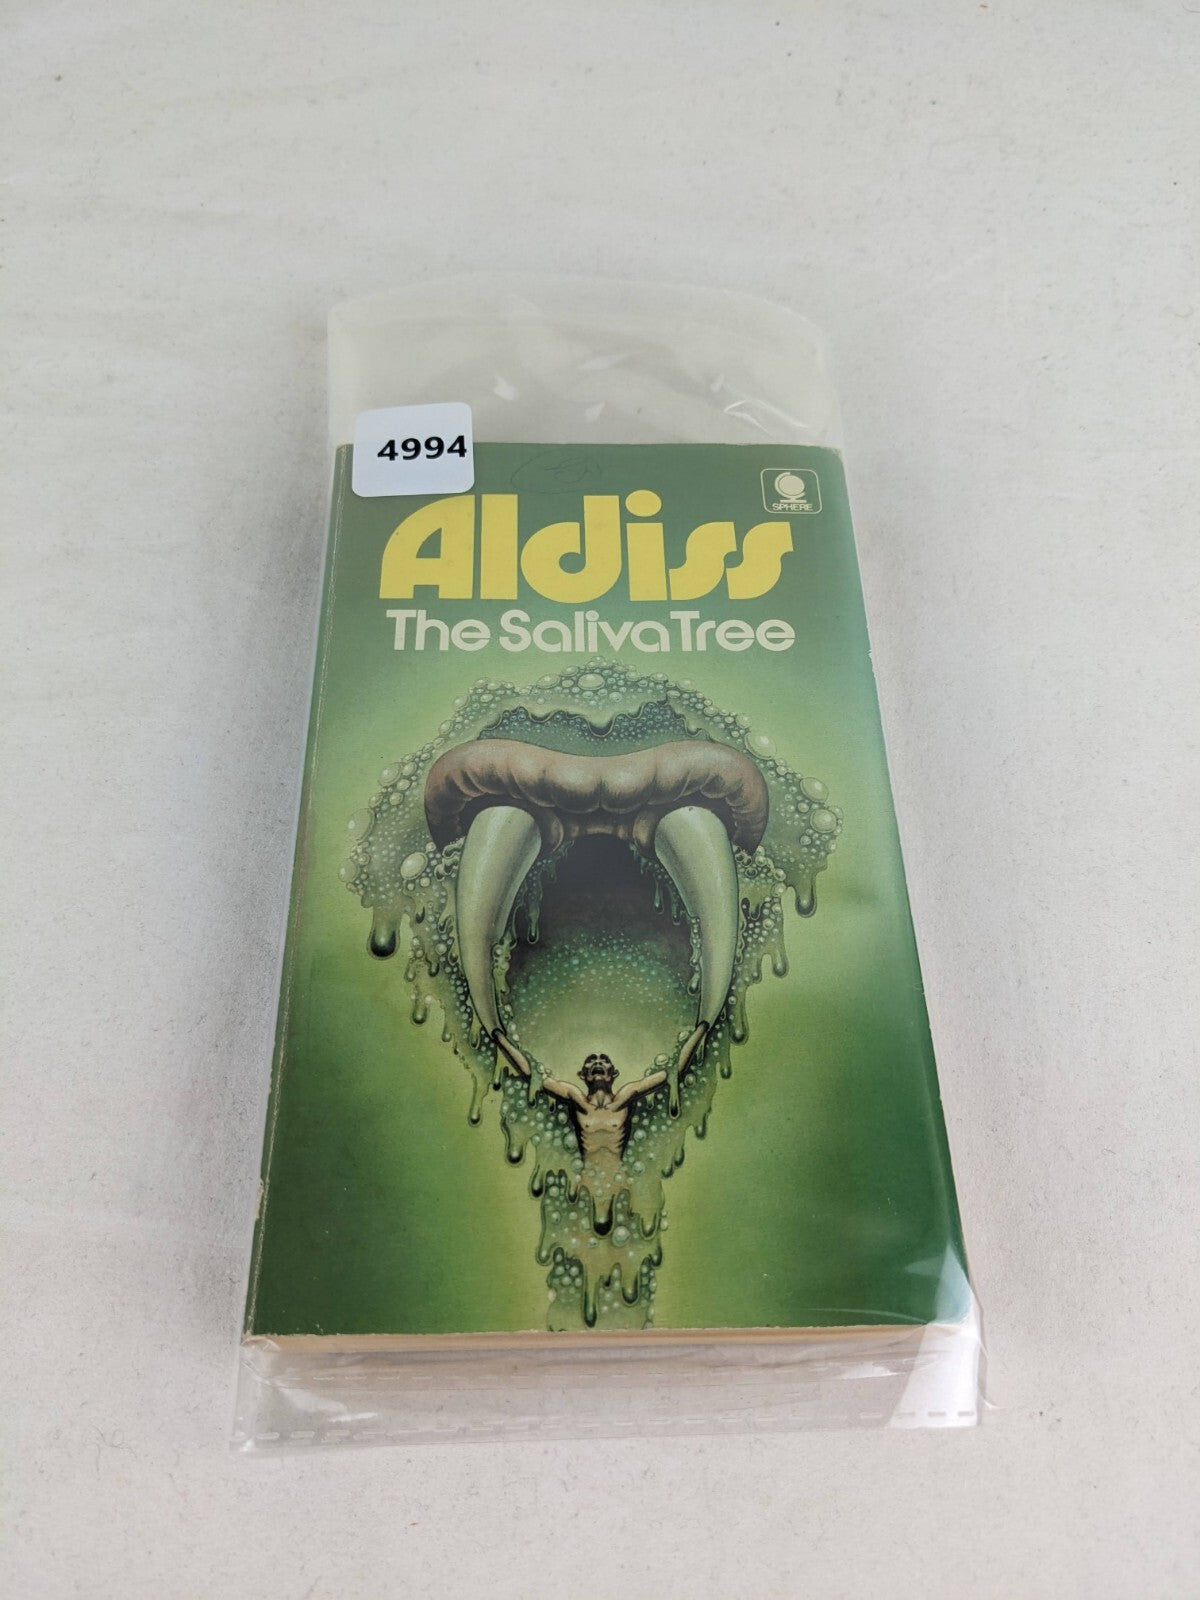 4994
SPHERE
Aldiss
The Saliva Tree